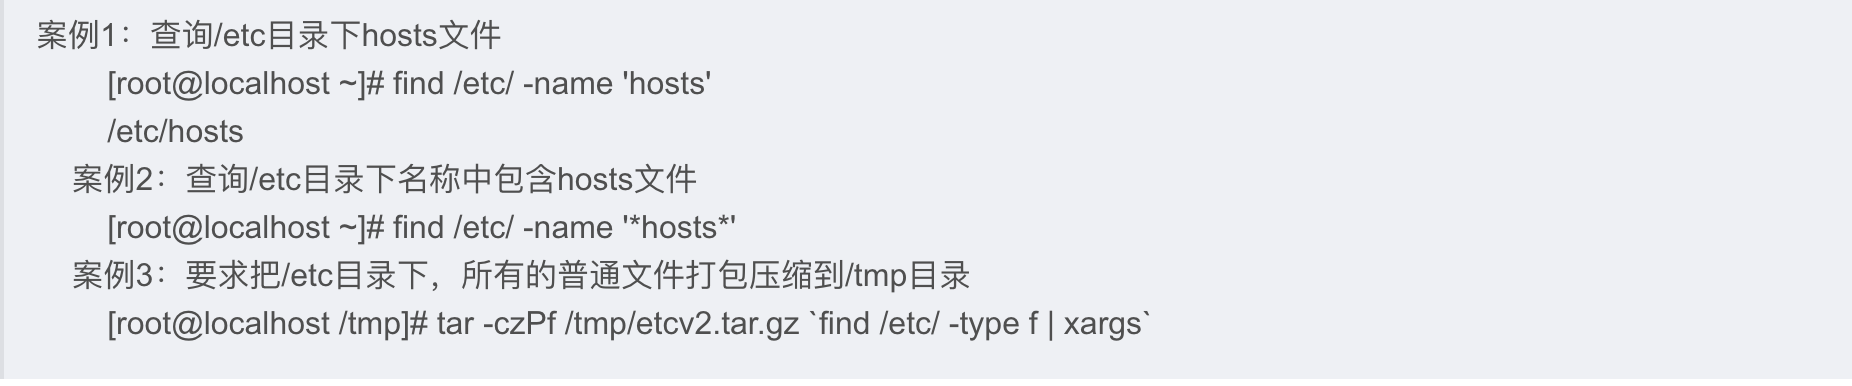 案例1：查询/etc目录下hosts文件
[root@localhost ~]# find /etc/ -name 'hosts'
/etc/hosts
案例2：查询/etc目录下名称中包含hosts文件
[root@localhost ~]# find /etc/ -name '*hosts*'
案例3：要求把/etc目录下，所有的普通文件打包压缩到/tmp目录
[root@localhost /tmp]# tar -czPf /tmp/etcv2.tar.gz `find /etc/ -type f | xargs`